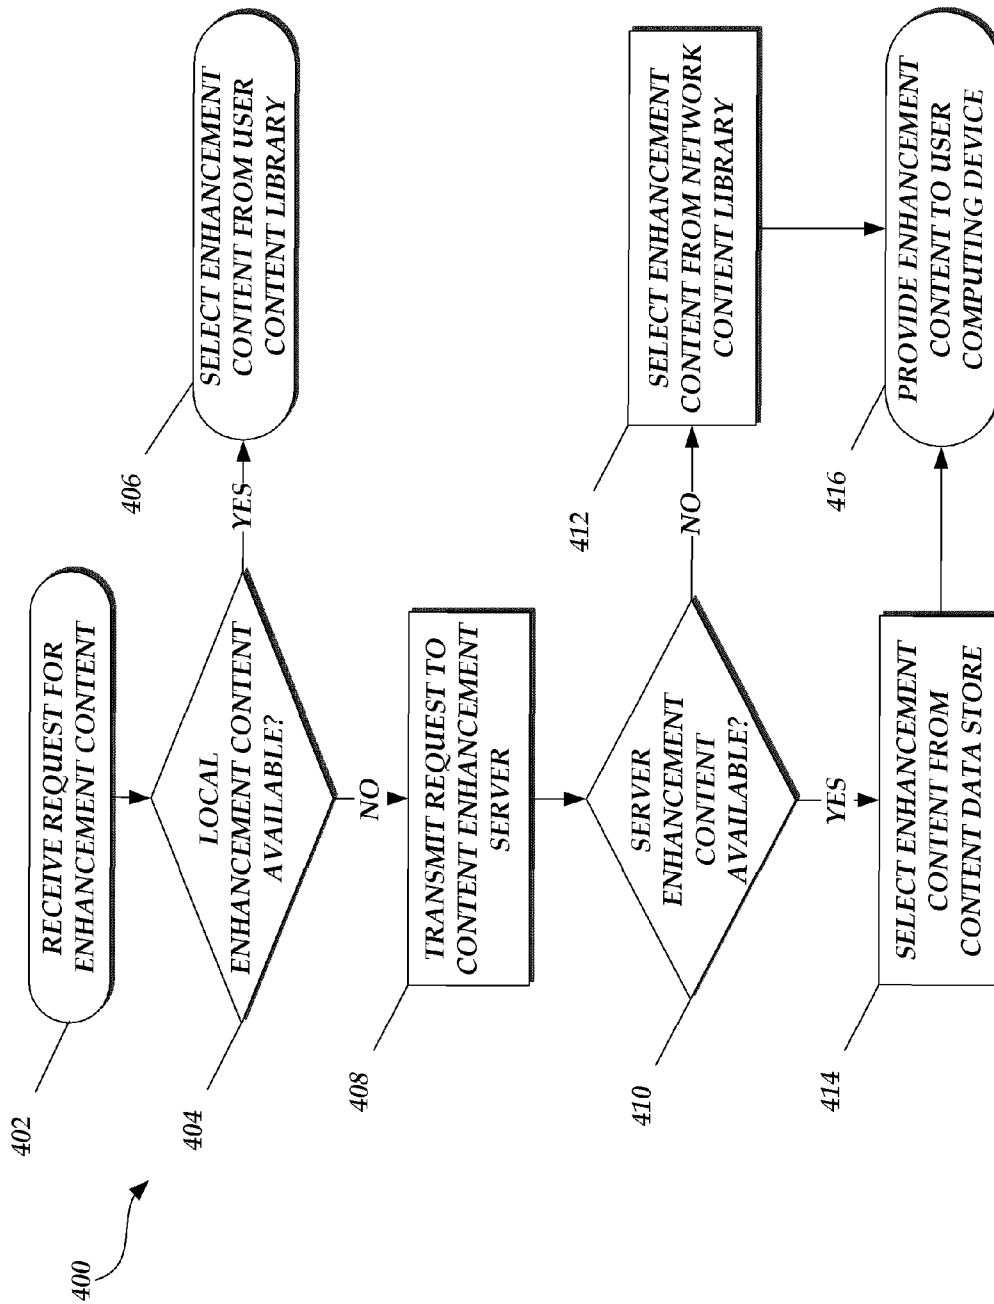 400
402
RECEIVE REQUEST FOR
ENHANCEMENT CONTENT
404
LOCAL
ENHANCEMENT CONTENT
AVAILABLE?
YES
406
SELECT ENHANCEMENT
CONTENT FROM USER
CONTENT LIBRARY
NO
408
TRANSMIT REQUEST TO
CONTENT ENHANCEMENT
SERVER
410
SERVER
ENHANCEMENT
CONTENT
AVAILABLE?
NO
412
SELECT ENHANCEMENT
CONTENT FROM NETWORK
CONTENT LIBRARY
YES
414
SELECT ENHANCEMENT
CONTENT FROM
CONTENT DATA STORE
416
PROVIDE ENHANCEMENT
CONTENT TO USER
COMPUTING DEVICE